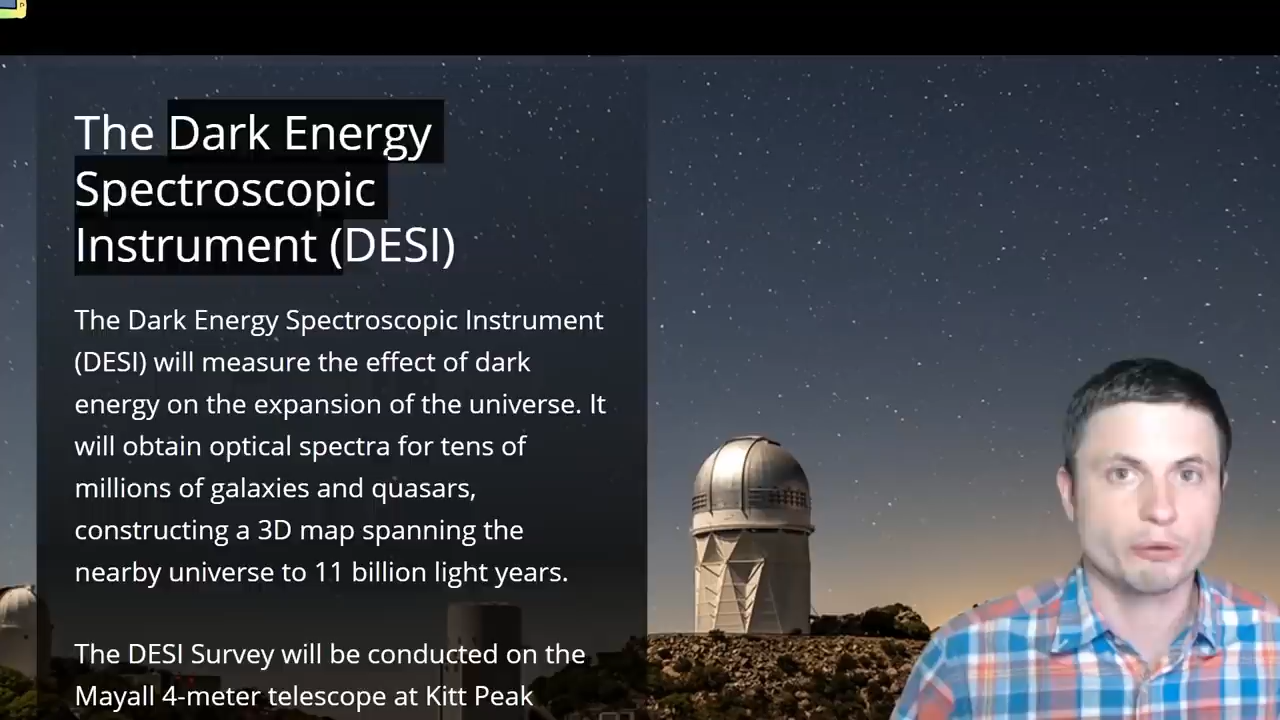 The Dark Energy
Spectroscopic
Instrument (DESI)
The Dark Energy Spectroscopic Instrument
(DESI) will measure the effect of dark
energy on the expansion of the universe. It
will obtain optical spectra for tens of
millions of galaxies and quasars,
constructing a 3D map spanning the
nearby universe to 11 billion light years.
The DESI Survey will be conducted on the
Mayall 4-meter telescope at Kitt Peak